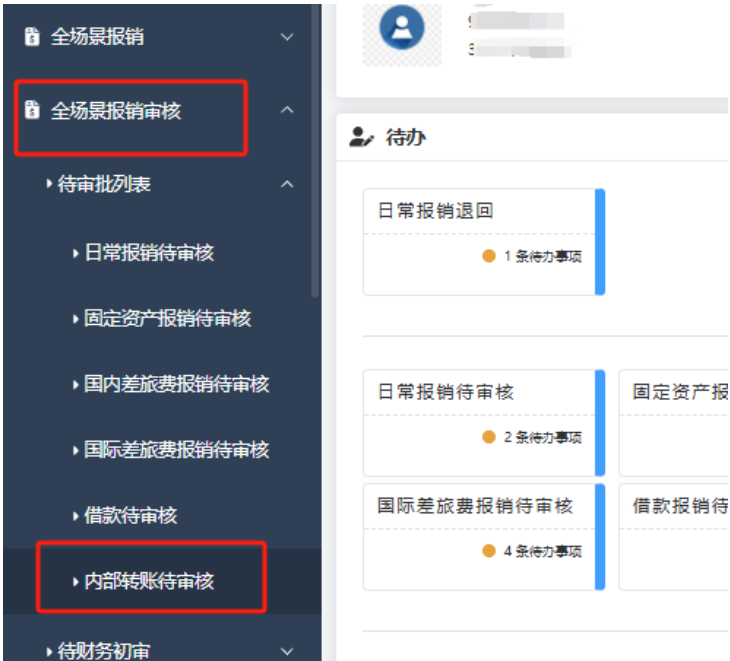 全场景报销
全场景报销审核
待审批列表
日常报销待审核
固定资产报销待审核
国内差旅费报销待审核
国际差旅费报销待审核
借款待审核
内部转账待审核
待财务初审
待办
日常报销退回
1 条待办事项
日常报销待审核
固定资产报
2 条待办事项
国际差旅费报销待审核
借款报销待
4 条待办事项